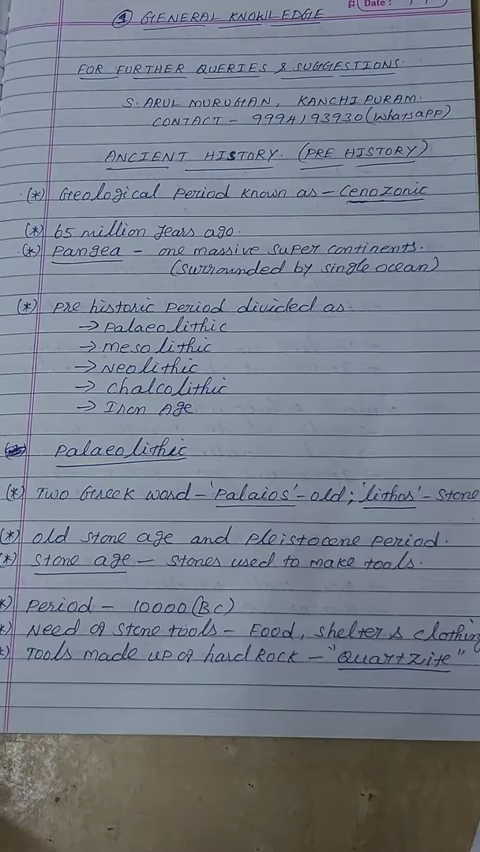 Date :
① GENERAL KNOWLEDGE
FOR FURTHER QUERIES & SUGGESTIONS.
S. ARUL MURUGAN, KANCHIPURAM.
CONTACT - 9994193930 (Whatsapp)
ANCIENT HISTORY. (PRE HISTORY)
(*) Geological Period known as - Cenozonic
(*) 65 million years ago.
(*) Pangea - one massive super continents.
(surrounded by single ocean)
(*) Pre historic period divided as.
→ Palaeolithic
→ Mesolithic
→ Neolithic
→ Chalcolithic
→ Iron Age
Palaeolithic
(*) Two Greek word - 'Palaios' - old ; 'lithos' - stone
(*) old stone age and Pleistocene Period.
(*) Stone age - stones used to make tools.
(*) Period - 10000 (BC)
(*) Need of Stone tools - Food, shelter & clothing
(*) Tools made up of hard Rock - "Quartzite"